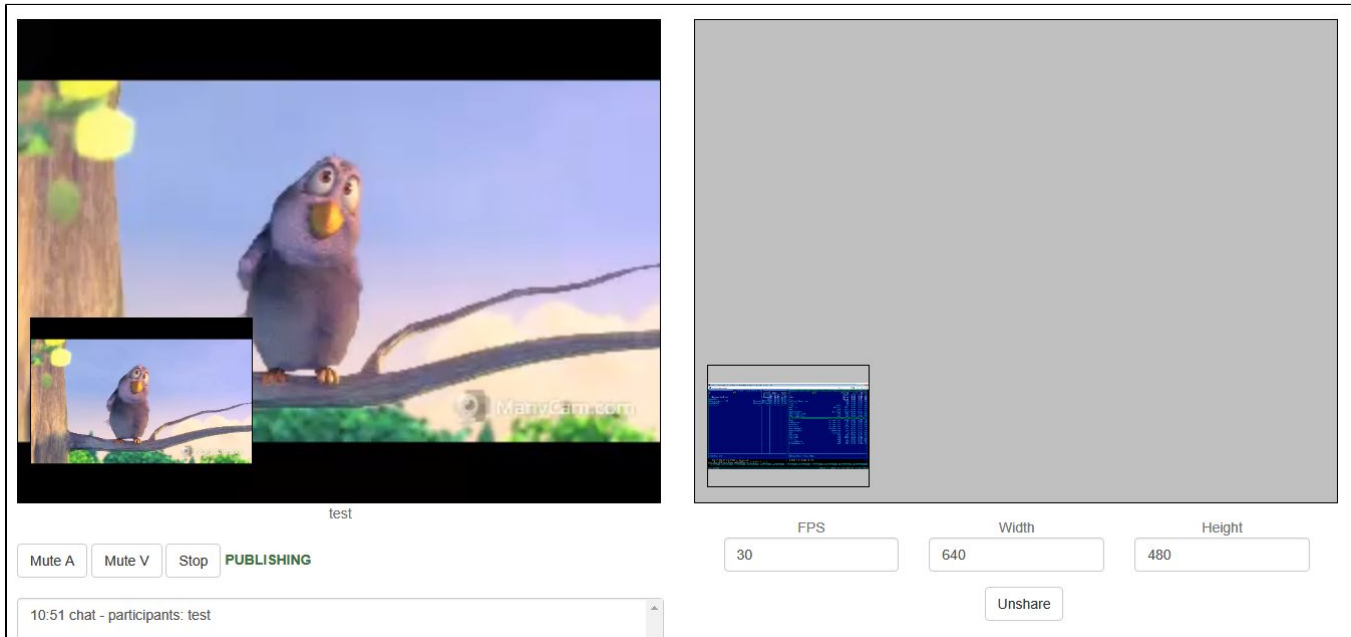 ManyCam.com
test
Mute A
Mute V
Stop
PUBLISHING
10:51 chat - participants: test
FPS
Width
Height
30
640
480
Unshare